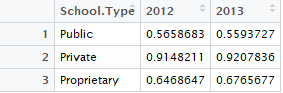 School.Type 2012 2013
1 Public 0.5658683 0.5593727
2 Private 0.9148211 0.9207836
3 Proprietary 0.6468647 0.6765677